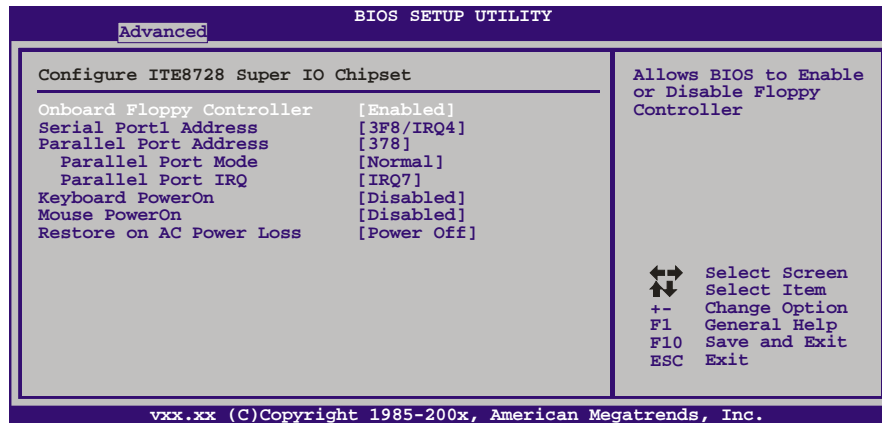 BIOS SETUP UTILITY
Advanced
Configure ITE8728 Super IO Chipset
Onboard Floppy Controller [Enabled]
Serial Port1 Address [3F8/IRQ4]
Parallel Port Address [378]
Parallel Port Mode [Normal]
Parallel Port IRQ [IRQ7]
Keyboard PowerOn [Disabled]
Mouse PowerOn [Disabled]
Restore on AC Power Loss [Power Off]
Allows BIOS to Enable
or Disable Floppy
Controller
Select Screen
Select Item
+- Change Option
F1 General Help
F10 Save and Exit
ESC Exit
vxx.xx (C)Copyright 1985-200x, American Megatrends, Inc.